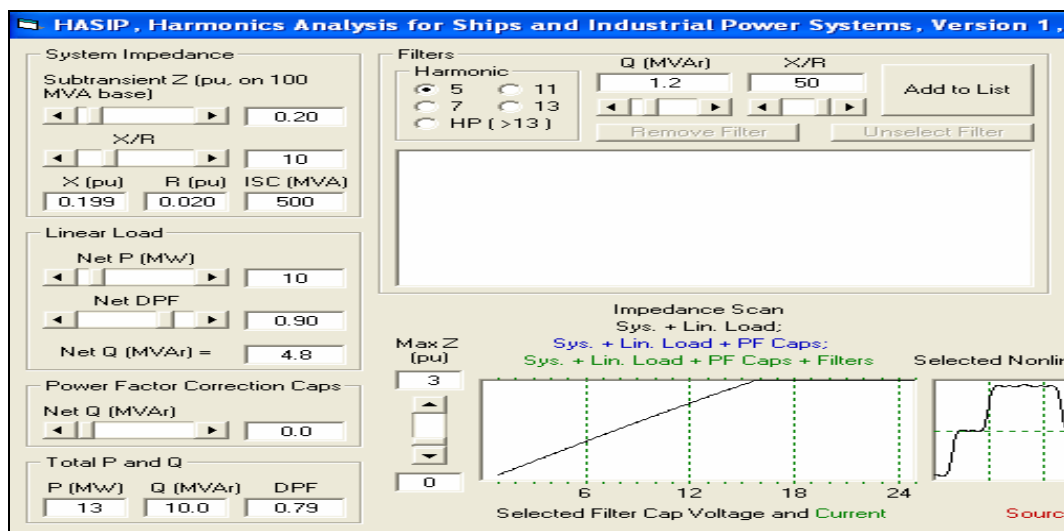 HASIP, Harmonics Analysis for Ships and Industrial Power Systems, Version 1,
System Impedance
Subtransient Z (pu, on 100
MVA base)
0.20
X/R
10
X (pu) R (pu) ISC (MVA)
0.199 0.020 500
Linear Load
Net P (MW)
10
Net DPF
0.90
Net Q (MVAr) = 4.8
Power Factor Correction Caps
Net Q (MVAr)
0.0
Total P and Q
P (MW) Q (MVAr) DPF
13 10.0 0.79
Filters
Harmonic
5 11
7 13
HP ( >13 )
Q (MVAr) X/R
1.2 50
Add to List
Remove Filter Unselect Filter
Impedance Scan
Sys. + Lin. Load;
Sys. + Lin. Load + PF Caps;
Sys. + Lin. Load + PF Caps + Filters
Max Z
(pu)
3
0
6 12 18 24
Selected Filter Cap Voltage and Current
Selected Nonlin
Sourc